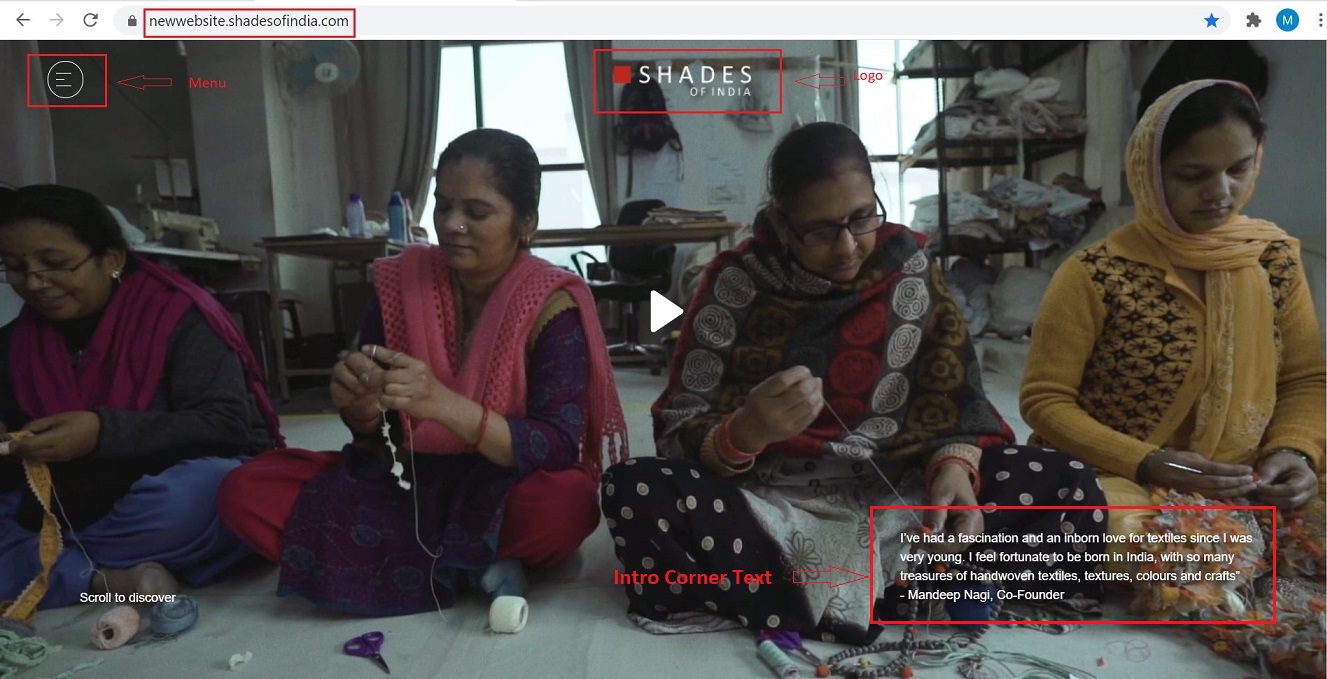 newwebsite.shadesofindia.com
M
Menu
SHADES
OF INDIA
Logo
I've had a fascination and an inborn love for textiles since I was
very young. I feel fortunate to be born in India, with so many
treasures of handwoven textiles, textures, colours and crafts"
- Mandeep Nagi, Co-Founder
Intro Corner Text
Scroll to discover